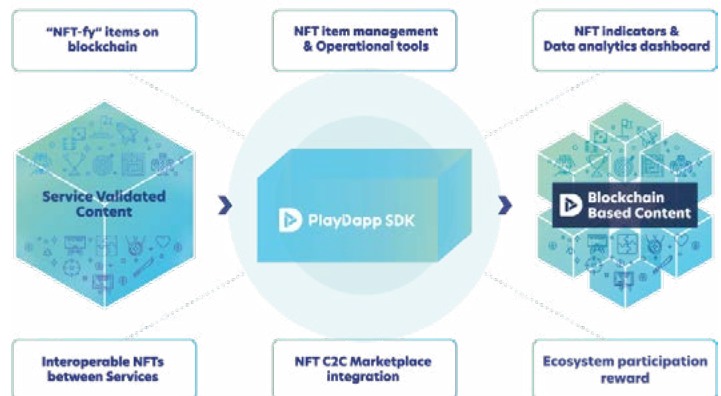 "NFT-fy" items on
blockchain
NFT item management
& Operational tools
NFT indicators &
Data analytics dashboard
Service Validated
Content
PlayDapp SDK
Blockchain
Based Content
Interoperable NFTs
between Services
NFT C2C Marketplace
integration
Ecosystem participation
reward